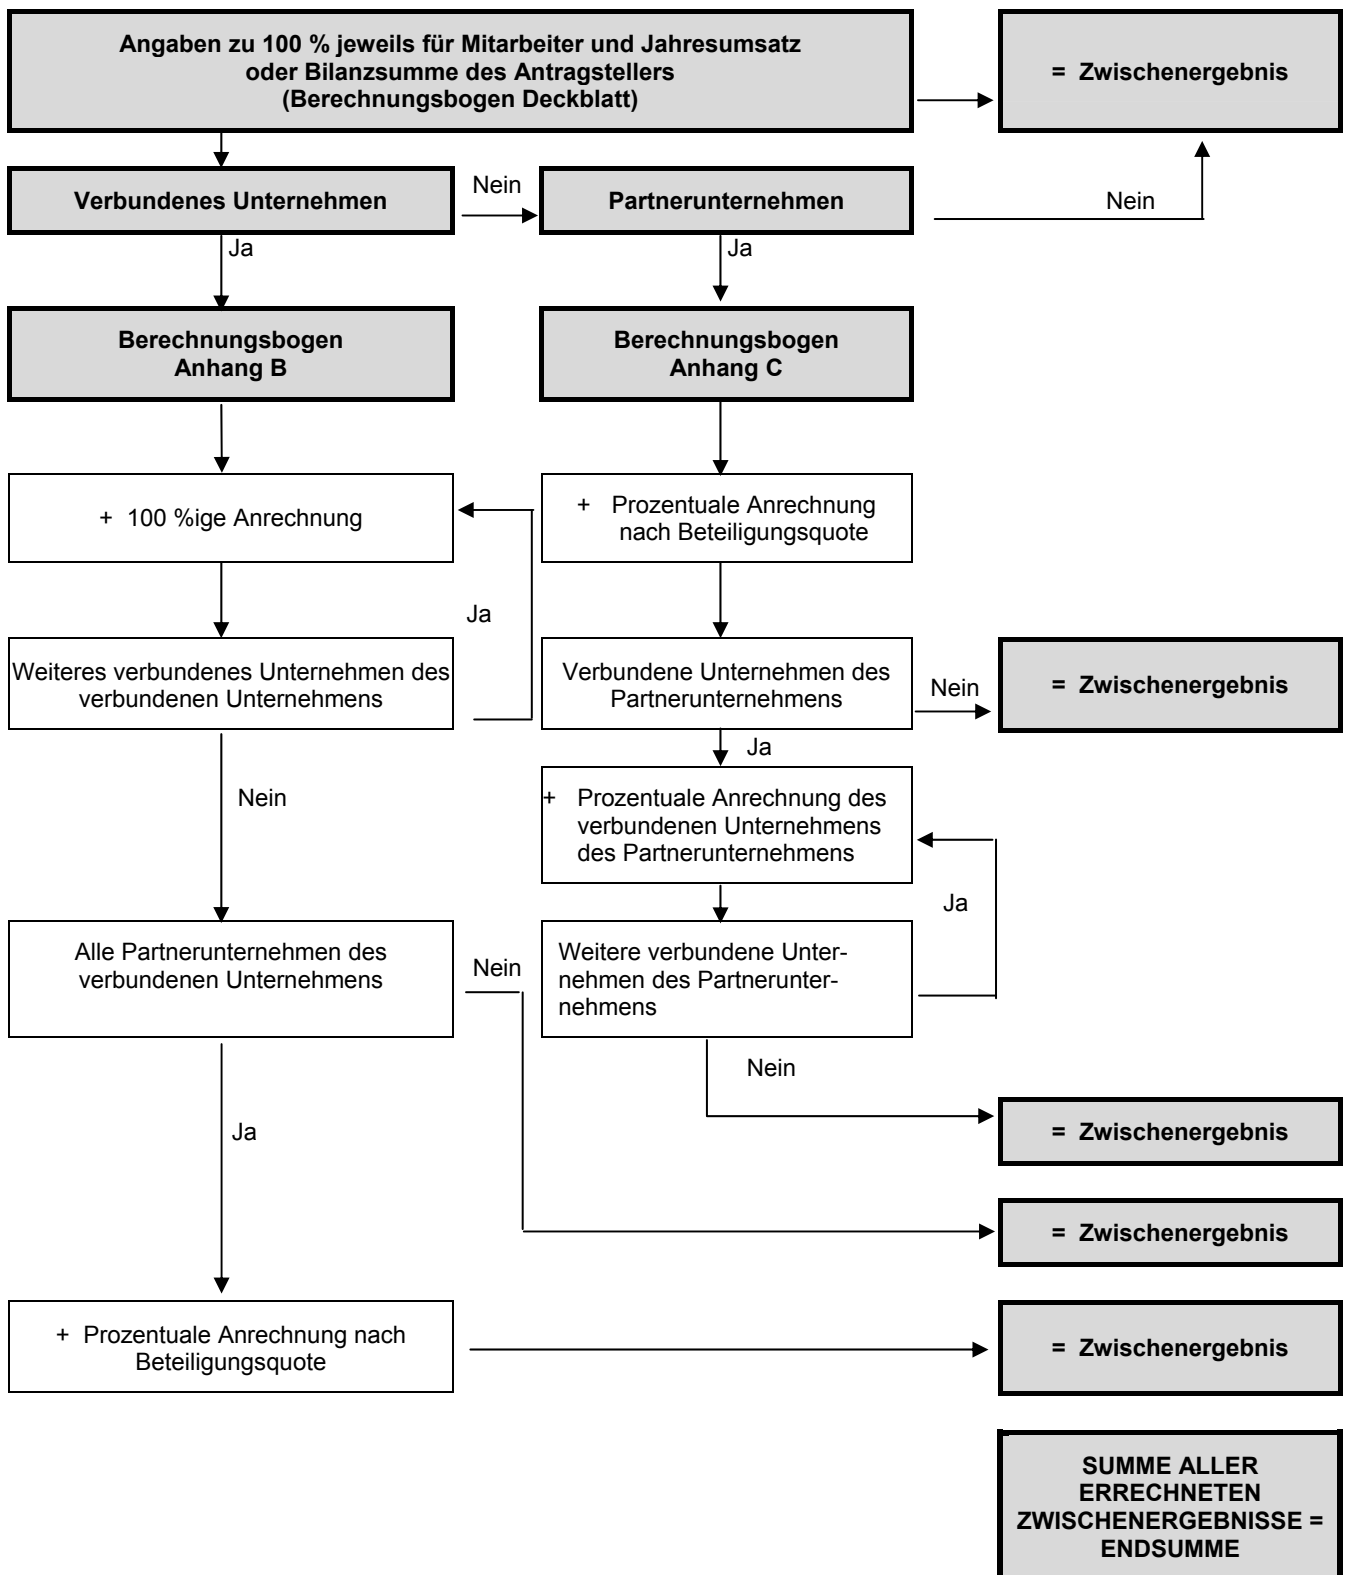 Angaben zu 100 % jeweils für Mitarbeiter und Jahresumsatz
oder Bilanzsumme des Antragstellers
(Berechnungsbogen Deckblatt)
= Zwischenergebnis
Verbundenes Unternehmen
Nein
Partnerunternehmen
Nein
Ja
Ja
Berechnungsbogen
Anhang B
Berechnungsbogen
Anhang C
+ 100 %ige Anrechnung
+ Prozentuale Anrechnung
nach Beteiligungsquote
Ja
Weiteres verbundenes Unternehmen des
verbundenen Unternehmens
Verbundene Unternehmen des
Partnerunternehmens
Nein
= Zwischenergebnis
Ja
Nein
+ Prozentuale Anrechnung des
verbundenen Unternehmens
des Partnerunternehmens
Ja
Alle Partnerunternehmen des
verbundenen Unternehmens
Nein
Weitere verbundene Unter-
nehmen des Partnerunter-
nehmens
Nein
Ja
= Zwischenergebnis
= Zwischenergebnis
+ Prozentuale Anrechnung nach
Beteiligungsquote
= Zwischenergebnis
SUMME ALLER
ERRECHNETEN
ZWISCHENERGEBNISSE =
ENDSUMME